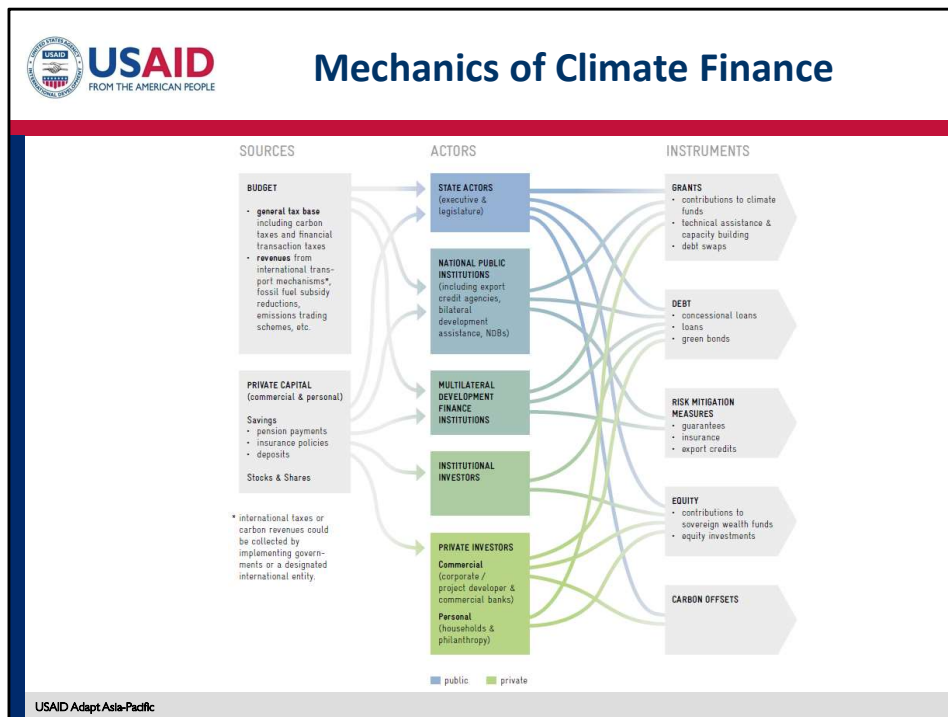 UNITED STATES AGENCY
USAID
INTERNATIONAL DEVELOPMENT
USAID
FROM THE AMERICAN PEOPLE
Mechanics of Climate Finance
SOURCES
BUDGET
• general tax base
including carbon
taxes and financial
transaction taxes
• revenues from
international trans-
port mechanisms*,
fossil fuel subsidy
reductions,
emissions trading
schemes, etc.
PRIVATE CAPITAL
(commercial & personal)
Savings
• pension payments
• insurance policies
• deposits
Stocks & Shares
* international taxes or
carbon revenues could
be collected by
implementing govern-
ments or a designated
international entity.
ACTORS
STATE ACTORS
(executive &
legislature)
NATIONAL PUBLIC
INSTITUTIONS
(including export
credit agencies,
bilateral
development
assistance, NDBs)
MULTILATERAL
DEVELOPMENT
FINANCE
INSTITUTIONS
INSTITUTIONAL
INVESTORS
PRIVATE INVESTORS
Commercial
(corporate /
project developer &
commercial banks)
Personal
(households &
philanthropy)
INSTRUMENTS
GRANTS
• contributions to climate
funds
• technical assistance &
capacity building
• debt swaps
DEBT
• concessional loans
• loans
• green bonds
RISK MITIGATION
MEASURES
• guarantees
• insurance
• export credits
EQUITY
• contributions to
sovereign wealth funds
• equity investments
CARBON OFFSETS
public
private
USAID Adapt Asia-Pacific